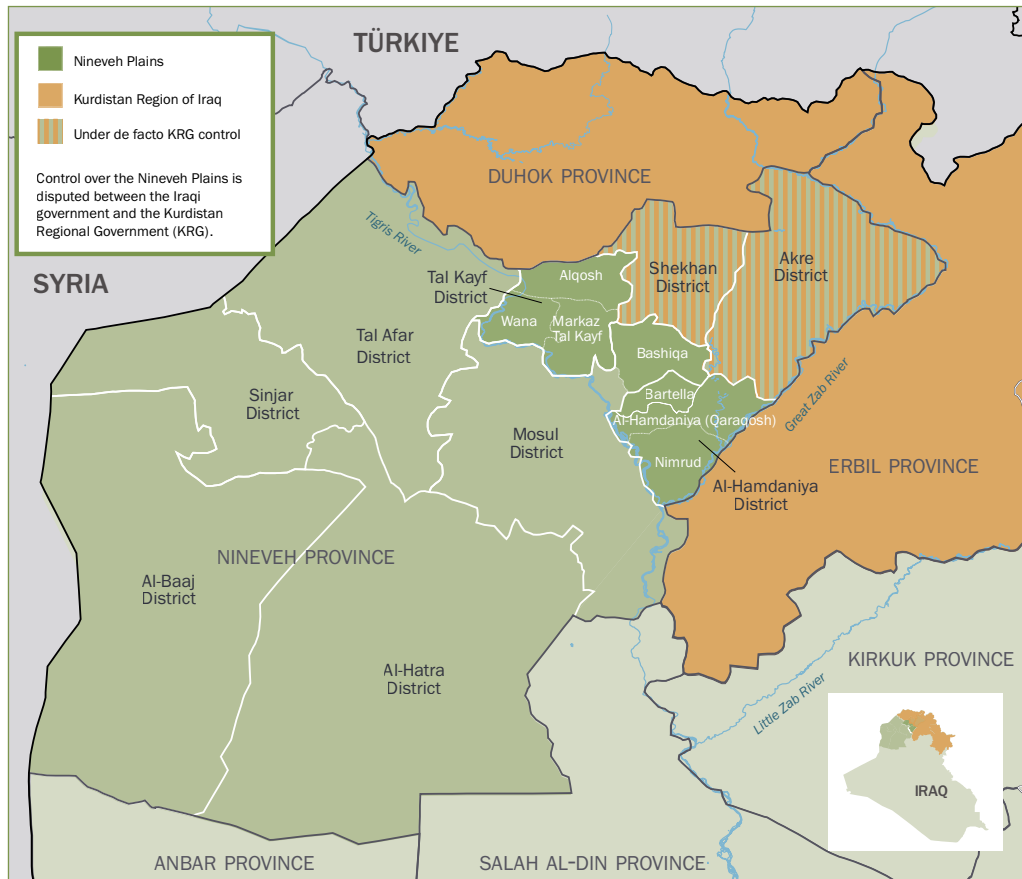 TÜRKIYE
Nineveh Plains
Kurdistan Region of Iraq
Under de facto KRG control
Control over the Nineveh Plains is
disputed between the Iraqi
government and the Kurdistan
Regional Government (KRG).
DUHOK PROVINCE
Tigris River
SYRIA
Alqosh
Shekhan
District
Akre
District
Tal Kayf
District
Wana
Markaz
Tal Kayf
Tal Afar
District
Bashiqa
Sinjar
District
Bartella
Great Zab River
Al-Hamdaniya (Qaraqosh)
Mosul
District
Nimrud
ERBIL PROVINCE
Al-Hamdaniya
District
NINEVEH PROVINCE
Al-Baaj
District
Al-Hatra
District
KIRKUK PROVINCE
Little Zab River
IRAQ
ANBAR PROVINCE
SALAH AL-DIN PROVINCE